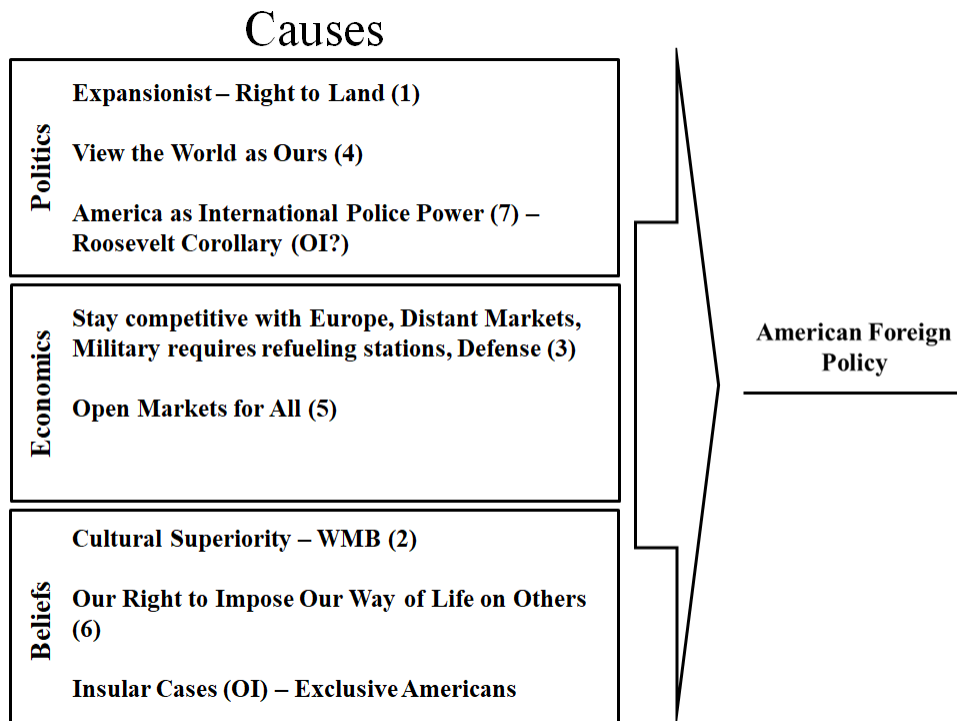 Causes
Politics
Expansionist – Right to Land (1)
View the World as Ours (4)
America as International Police Power (7) –
Roosevelt Corollary (OI?)
Economics
Stay competitive with Europe, Distant Markets,
Military requires refueling stations, Defense (3)
Open Markets for All (5)
Beliefs
Cultural Superiority – WMB (2)
Our Right to Impose Our Way of Life on Others
(6)
Insular Cases (OI) – Exclusive Americans
American Foreign
Policy